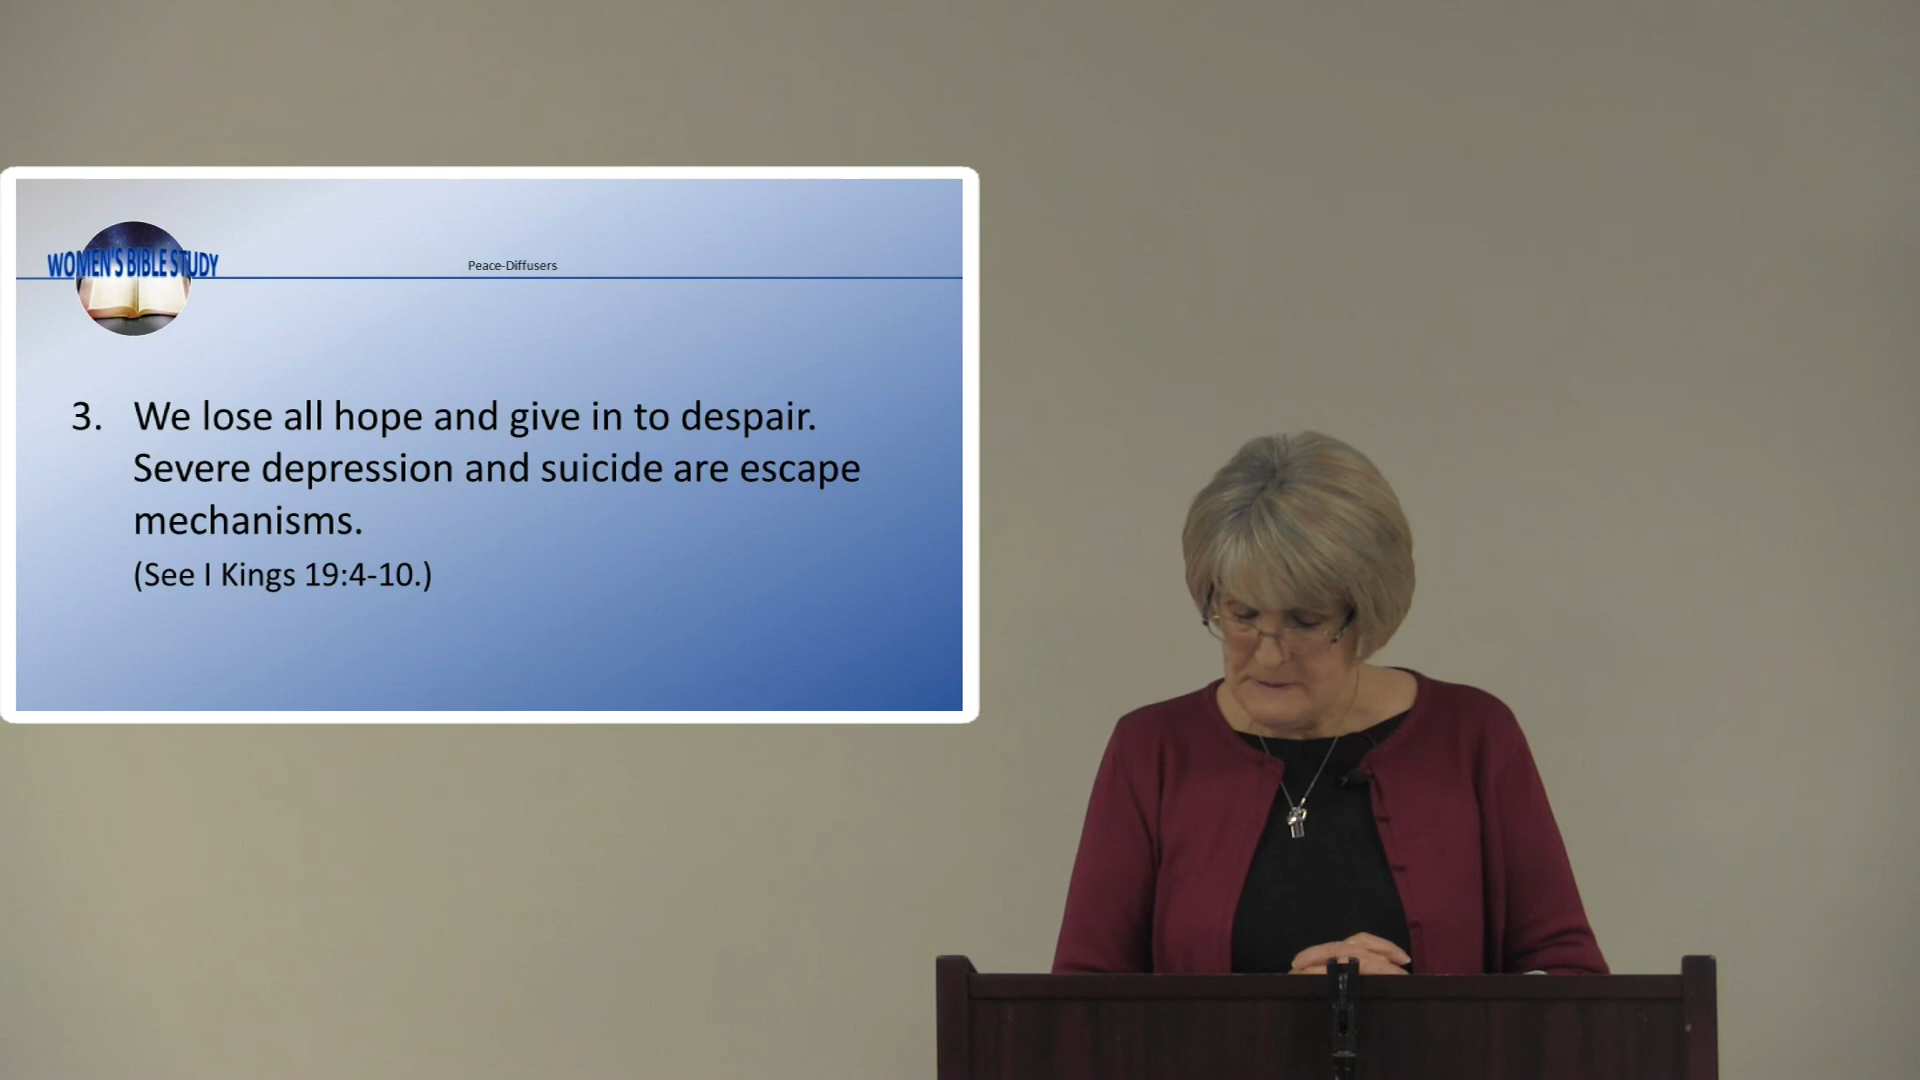 WOMEN'S BIBLE STUDY
Peace-Diffusers
3. We lose all hope and give in to despair.
Severe depression and suicide are escape
mechanisms.
(See I Kings 19:4-10.)